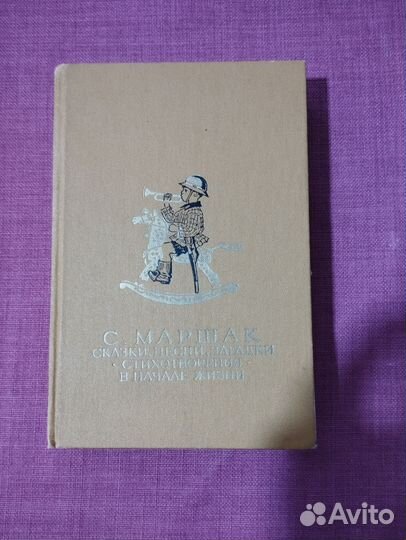 С. МАРШАК
СКАЗКИ, ПЕСНИ, ЗАГАДКИ
· СТИХОТВОРЕНИЯ ·
В НАЧАЛЕ ЖИЗНИ
Avito